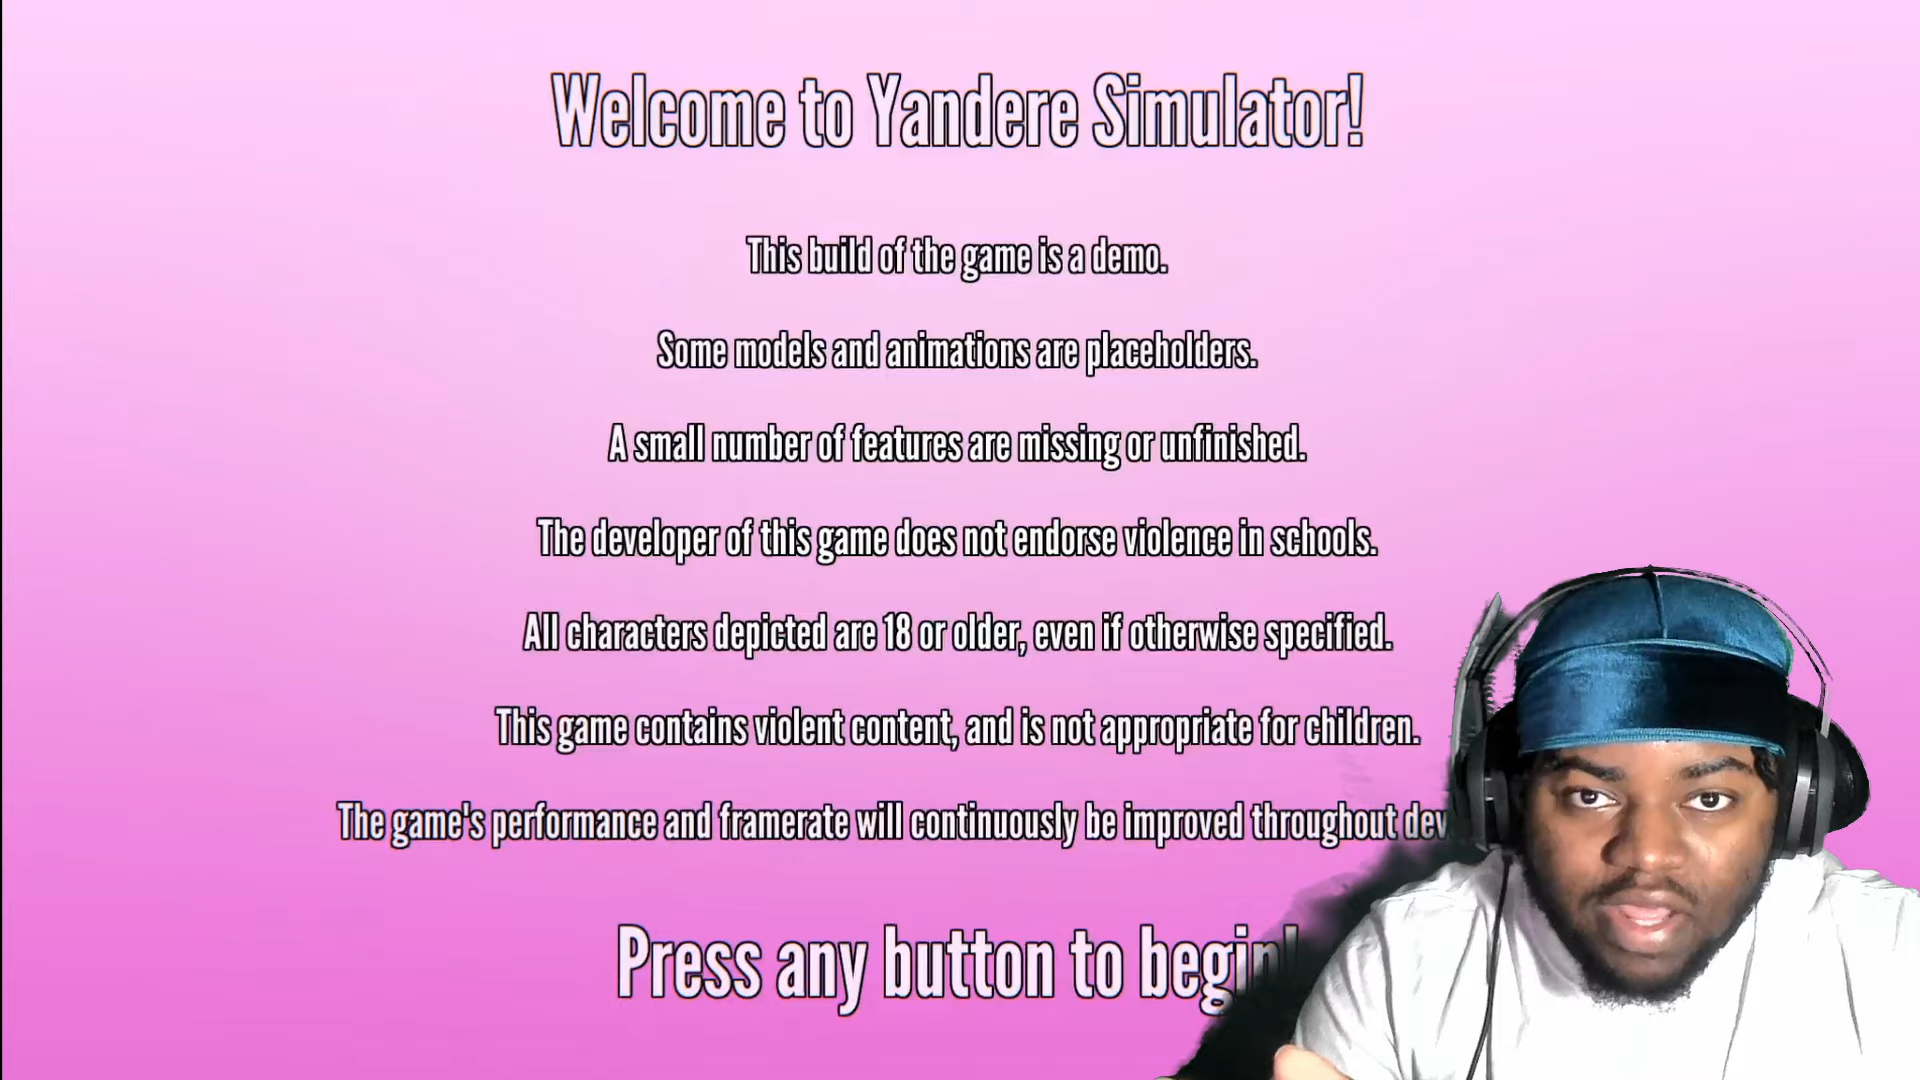 Welcome to Yandere Simulator!
This build of the game is a demo.
Some models and animations are placeholders.
A small number of features are missing or unfinished.
The developer of this game does not endorse violence in schools.
All characters depicted are 18 or older, even if otherwise specified.
This game contains violent content, and is not appropriate for children.
The game's performance and framerate will continuously be improved throughout
Press any button to begin!